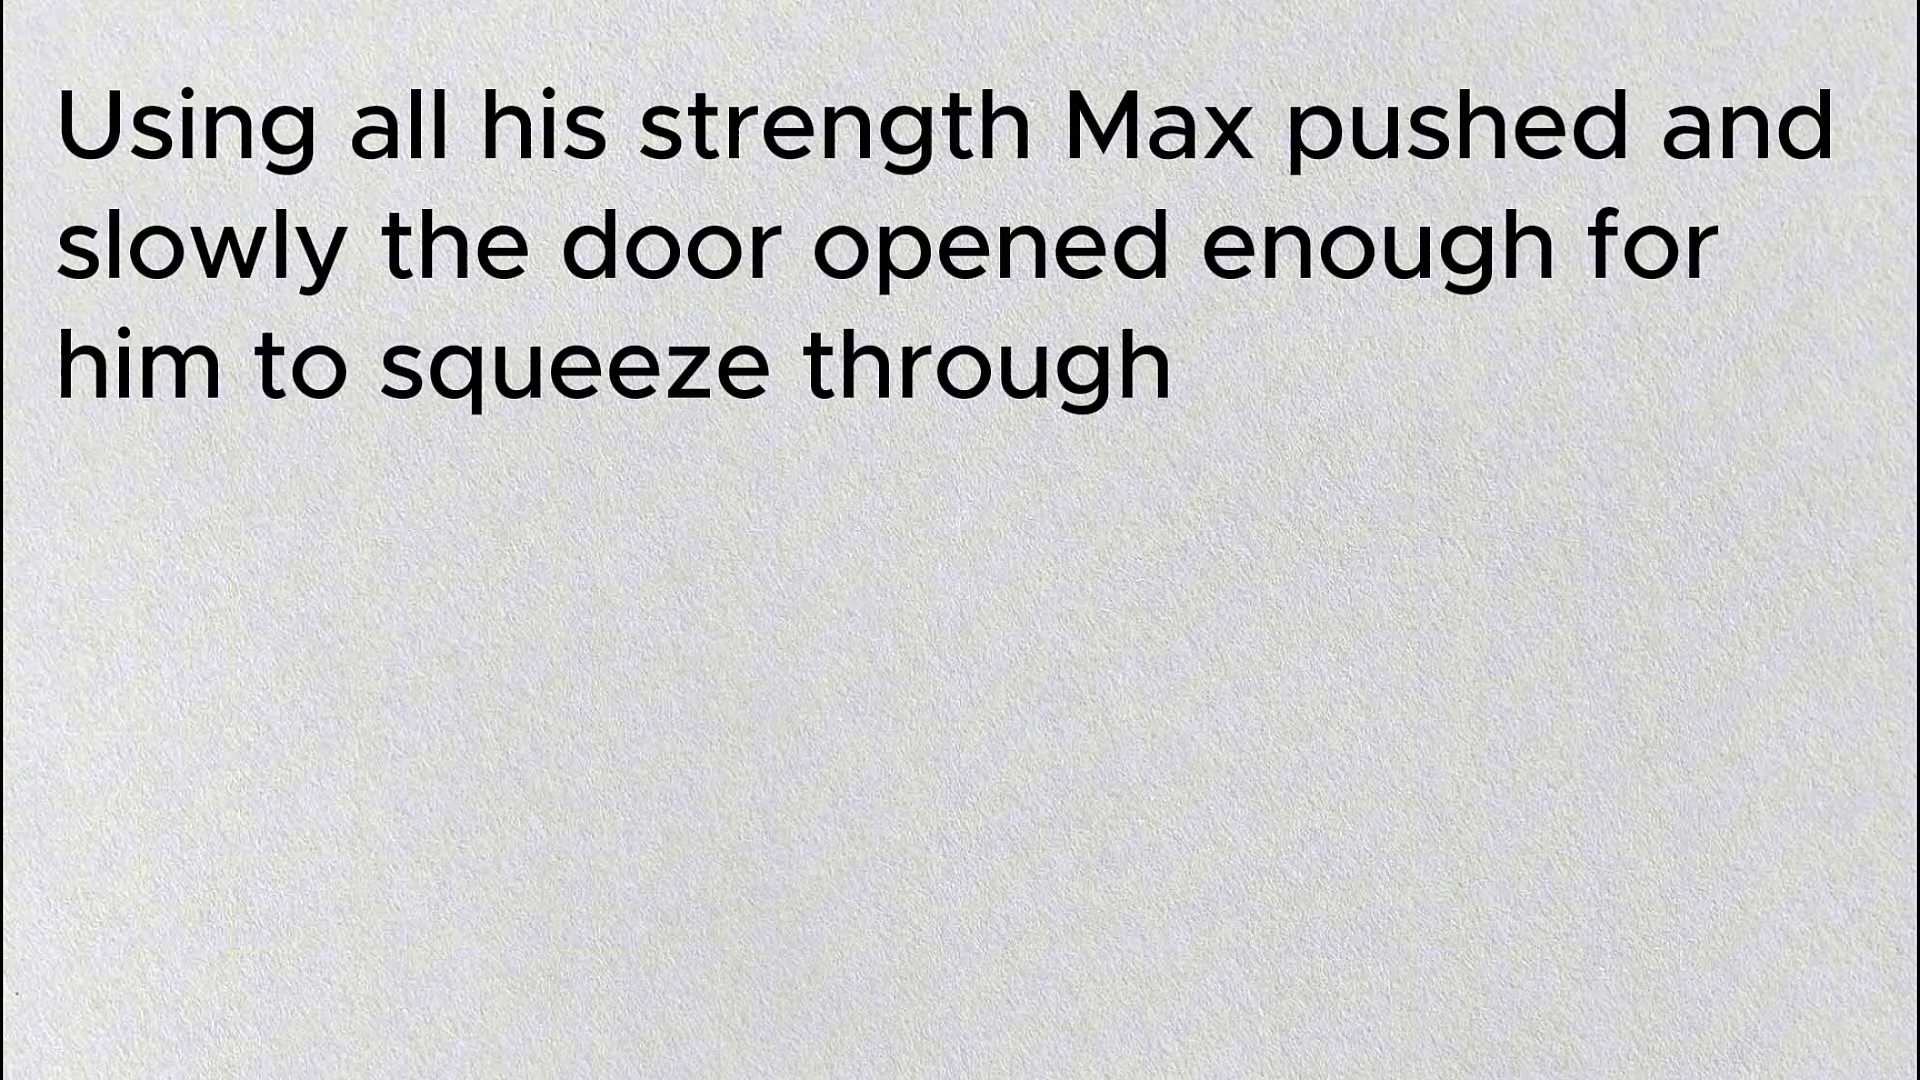 Using all his strength Max pushed and
slowly the door opened enough for
him to squeeze through